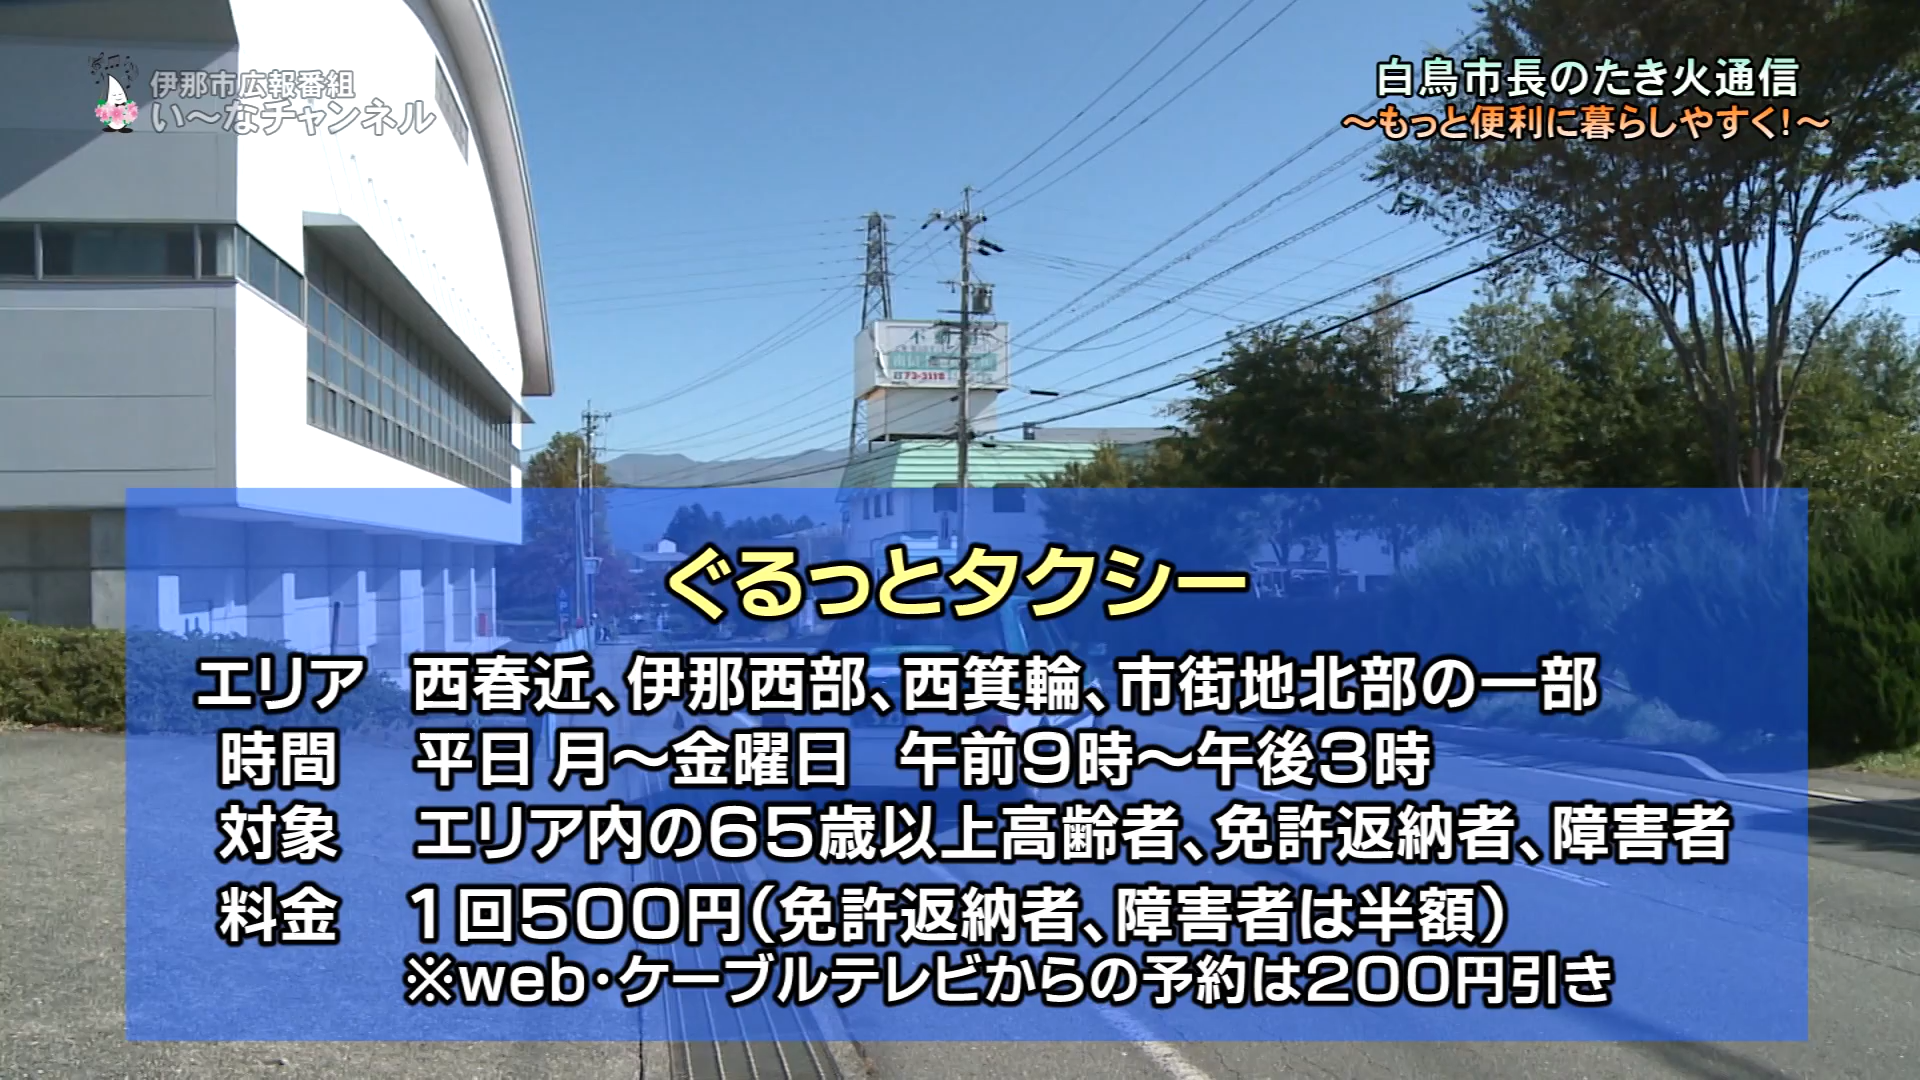 伊那市広報番組
い～なチャンネル
白鳥市長のたき火通信
～もっと便利に暮らしやすく!～
73-3118
ぐるっとタクシー
エリア 西春近、伊那西部、西箕輪、市街地北部の一部
時間 平日 月～金曜日 午前9時～午後3時
対象 エリア内の65歳以上高齢者、免許返納者、障害者
料金 1回500円(免許返納者、障害者は半額)
※web・ケーブルテレビからの予約は200円引き